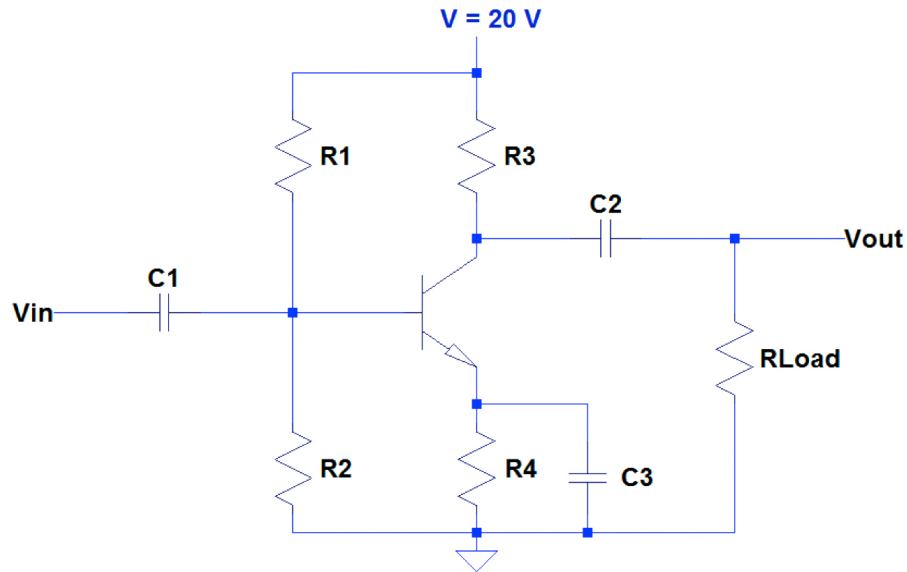 V = 20 V
R1
R3
C2
Vout
C1
Vin
RLoad
R2
R4
C3